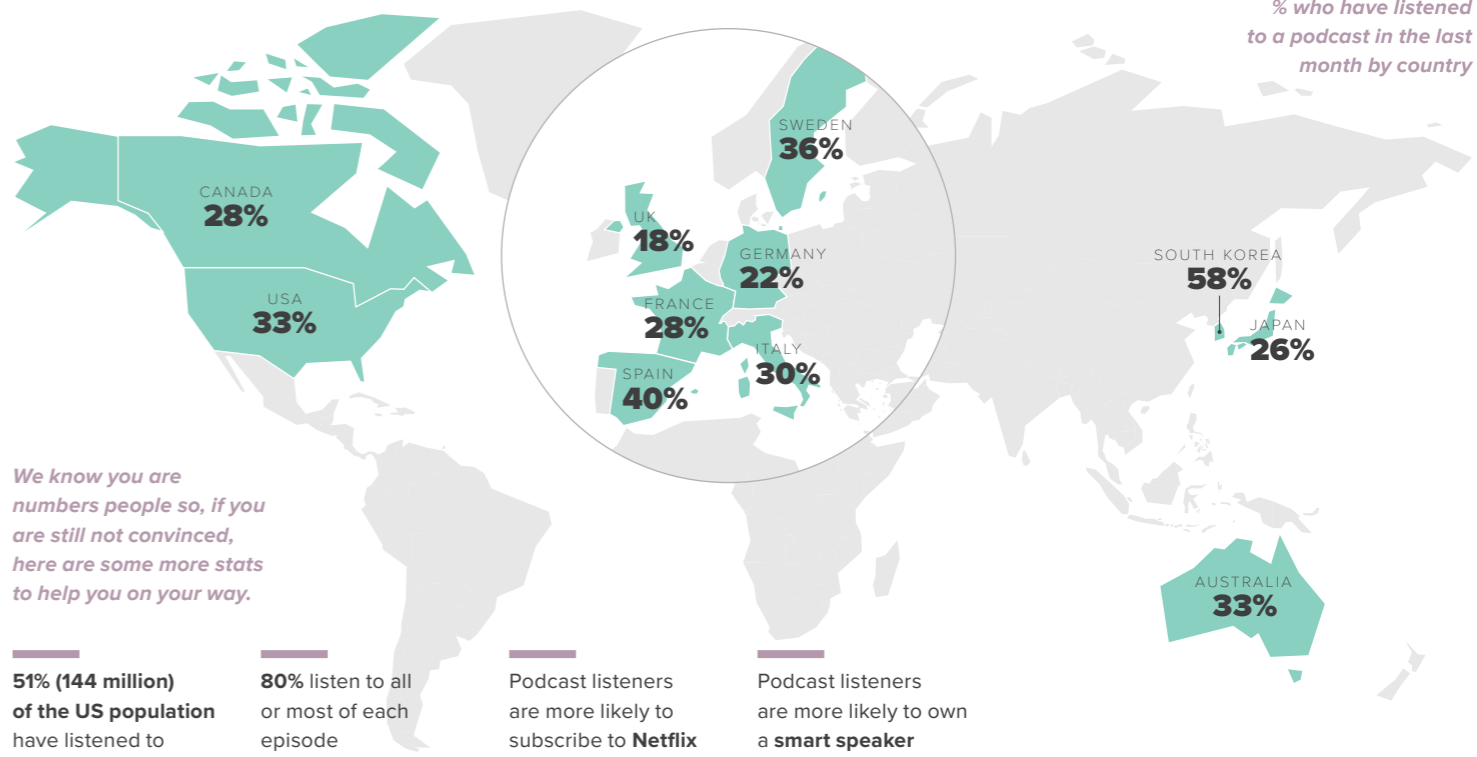 % who have listened
to a podcast in the last
month by country
SWEDEN
36%
CANADA
28%
UK
18%
GERMANY
22%
SOUTH KOREA
58%
USA
33%
FRANCE
28%
JAPAN
26%
ITALY
30%
SPAIN
40%
We know you are
numbers people so, if you
are still not convinced,
here are some more stats
to help you on your way.
AUSTRALIA
33%
51% (144 million)
of the US population
have listened to
80% listen to all
or most of each
episode
Podcast listeners
are more likely to
subscribe to Netflix
Podcast listeners
are more likely to own
a smart speaker